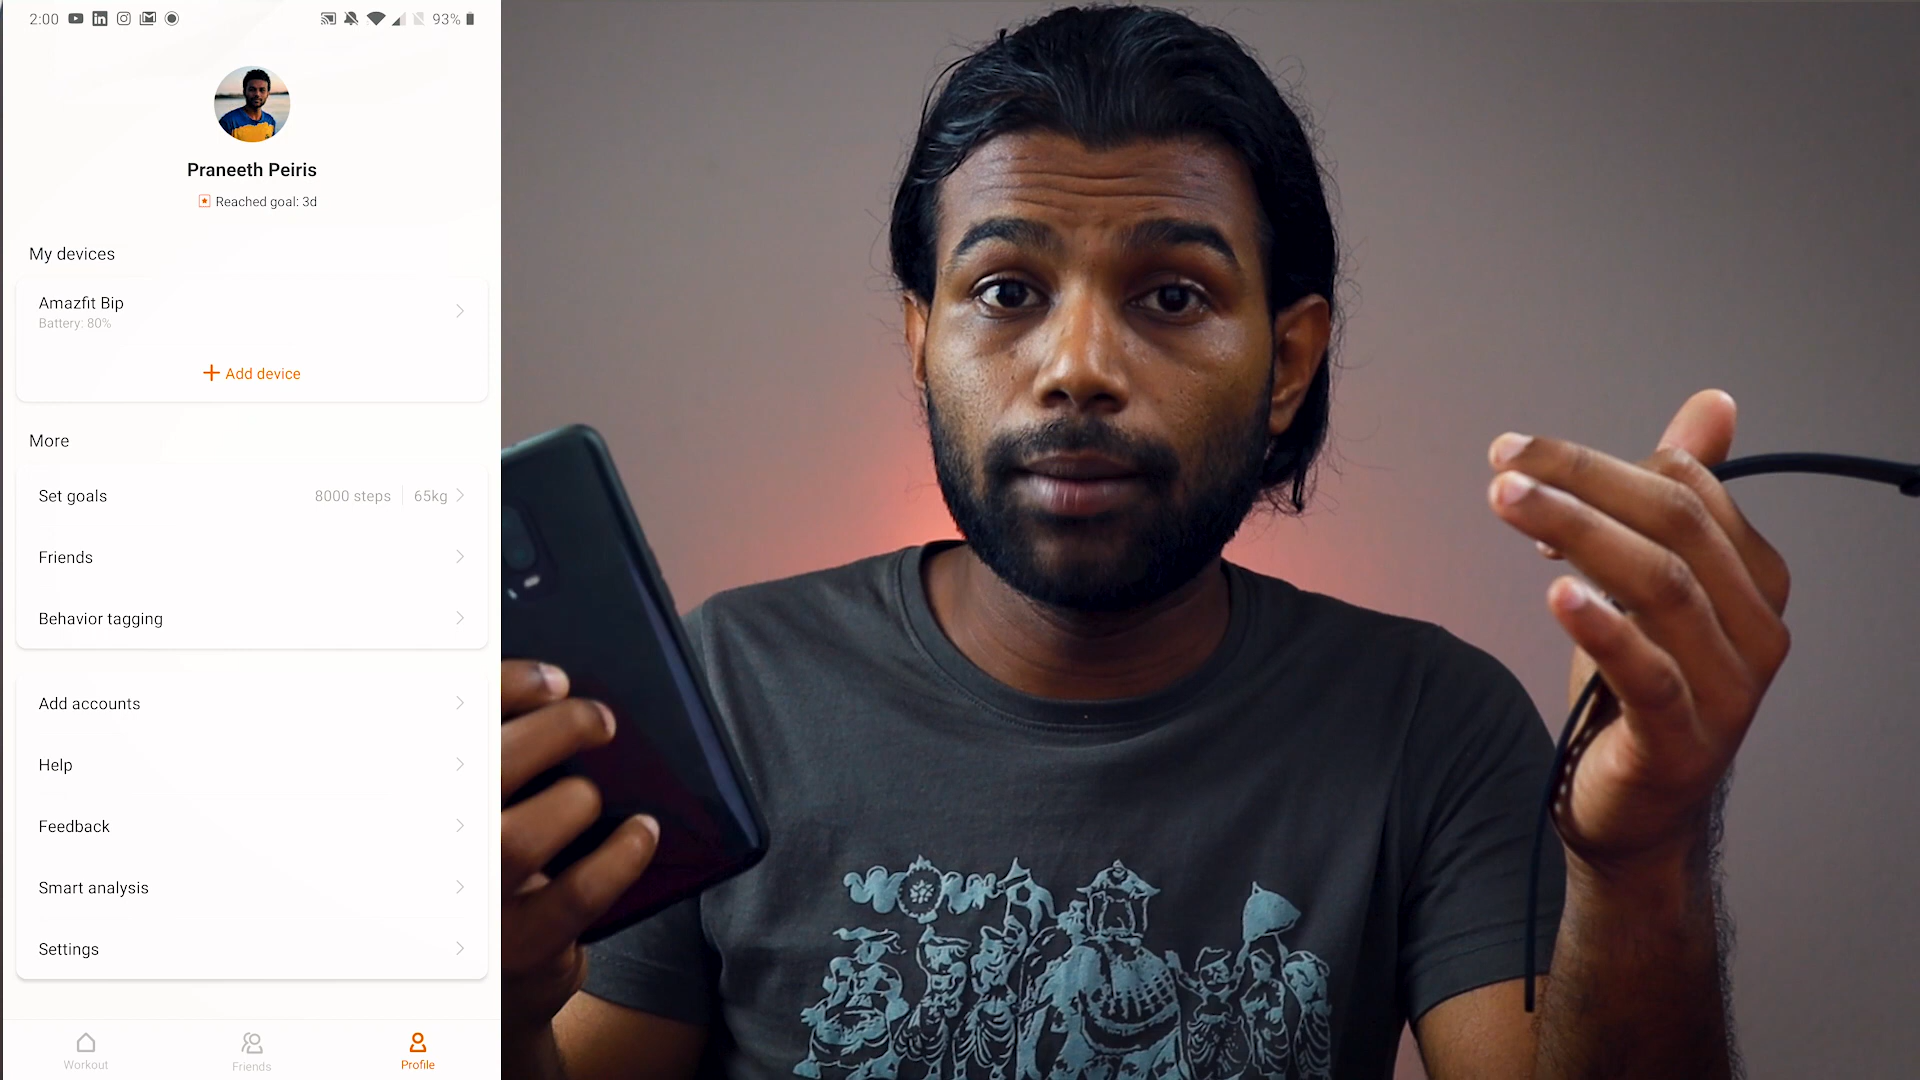 2:00 93%
Praneeth Peiris
Reached goal: 3d
My devices
Amazfit Bip
Battery: 80%
Add device
More
Set goals 8000 steps 65kg
Friends
Behavior tagging
Add accounts
Help
Feedback
Smart analysis
Settings
Workout Friends Profile